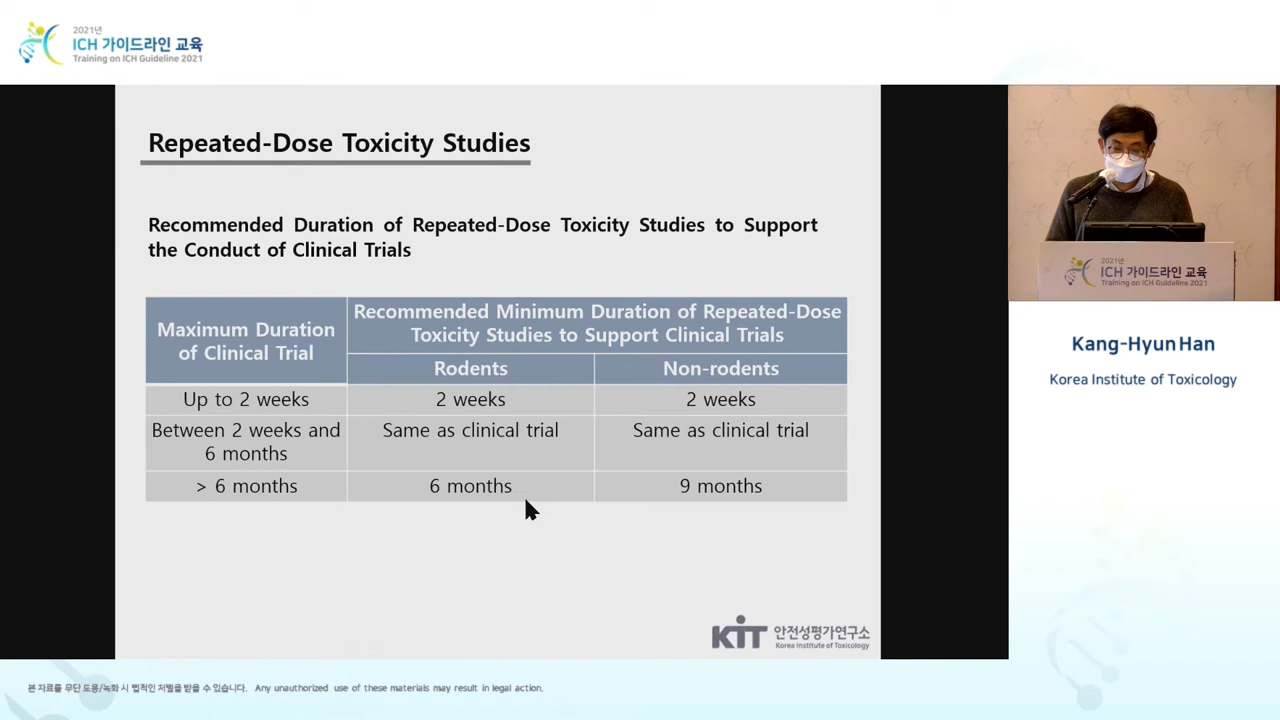 2021년
ICH 가이드라인 교육
Training on ICH Guideline 2021
Repeated-Dose Toxicity Studies
Recommended Duration of Repeated-Dose Toxicity Studies to Support
the Conduct of Clinical Trials
Maximum Duration
of Clinical Trial
Recommended Minimum Duration of Repeated-Dose
Toxicity Studies to Support Clinical Trials
Rodents
Non-rodents
Up to 2 weeks
2 weeks
2 weeks
Between 2 weeks and
6 months
Same as clinical trial
Same as clinical trial
> 6 months
6 months
9 months
KIT 안전성평가연구소
Korea Institute of Toxicology
2021년
ICH 가이드라인 교육
Training on ICH Guideline 2021
Kang-Hyun Han
Korea Institute of Toxicology
본 자료를 무단 도용/녹화 시 법적인 처벌을 받을 수 있습니다. Any unauthorized use of these materials may result in legal action.